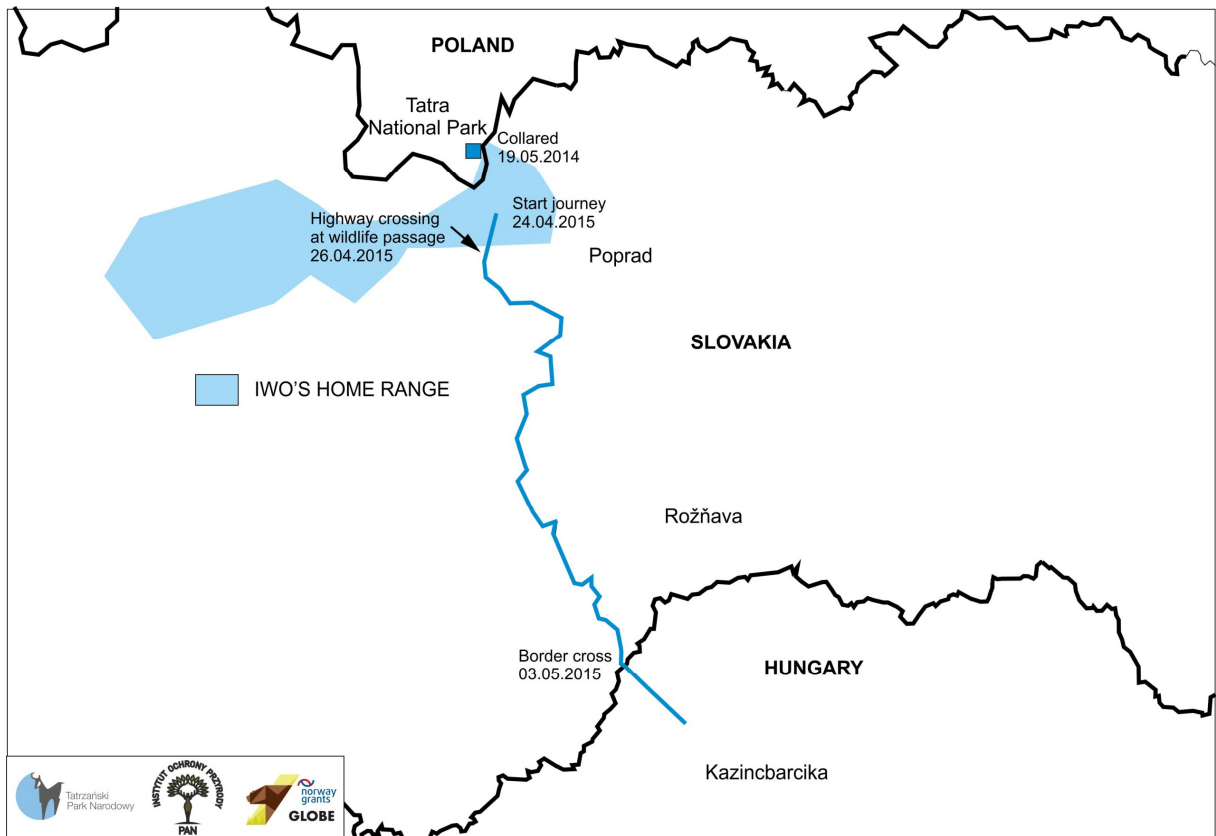 POLAND
Tatra
National Park
Collared
19.05.2014
Start journey
24.04.2015
Highway crossing
at wildlife passage
26.04.2015
Poprad
SLOVAKIA
IWO'S HOME RANGE
Rožňava
Border cross
03.05.2015
HUNGARY
Kazincbarcika
Tatrzański
Park Narodowy
INSTYTUT OCHRONY PRZYRODY
PAN
norway
grants
GLOBE